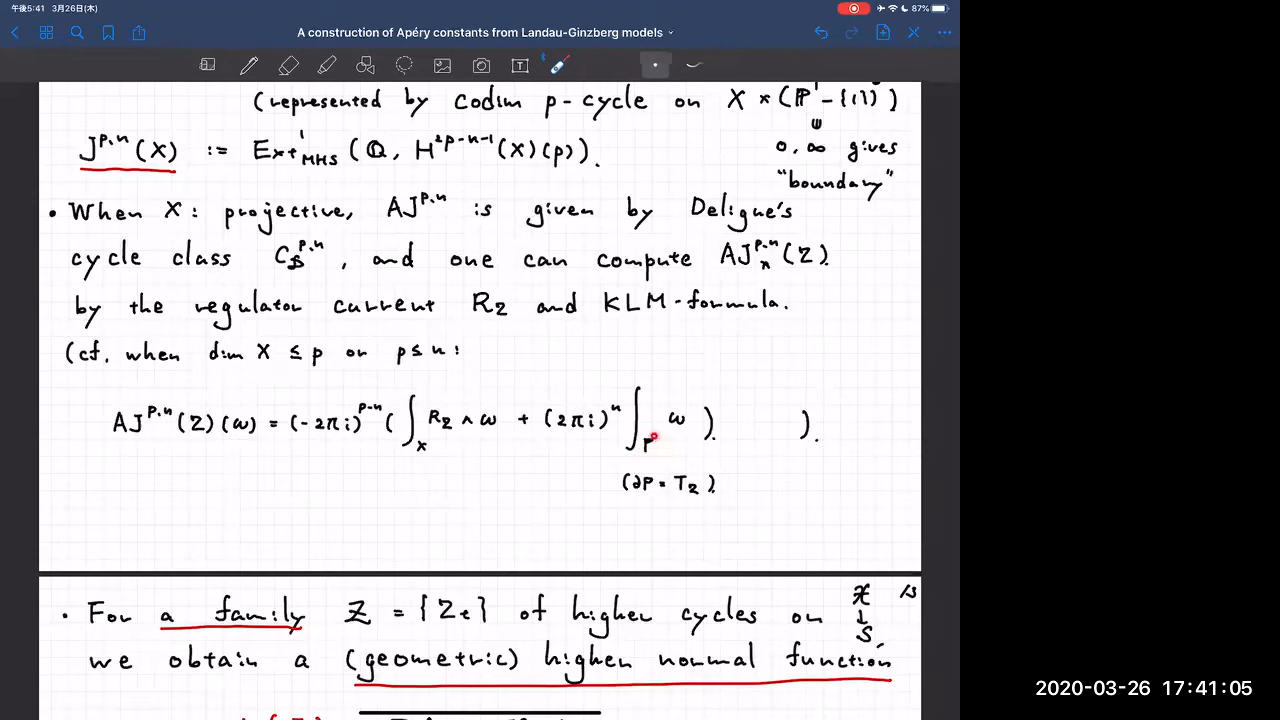 午後5:41 3月26日(木)
87%
A construction of Apéry constants from Landau-Ginzberg models
(represented by codim p-cycle on X × (ℙ¹ - {1})ⁿ
J^{p,n}(X) := Ext¹_{MHS} (ℚ, H^{2p-n-1}(X)(p)).
0, ∞ gives
"boundary"
• When X: projective, AJ^{p,n} is given by Deligne's
cycle class C_𝒟^{p,n}, and one can compute AJ_X^{p,n}(Z).
by the regulator current R_Z and KLM-formula.
(cf. when dim X ≤ p or p ≤ n:
AJ^{p,n}(Z)(ω) = (-2πi)^{p-n} ( ∫_X R_Z ∧ ω + (2πi)^n ∫_Γ ω ). ).
(∂Γ = T_Z).
• For a family Z = {Z_t} of higher cycles on 𝒳 /S
↓
S,
we obtain a (geometric) higher normal function
2020-03-26 17:41:05